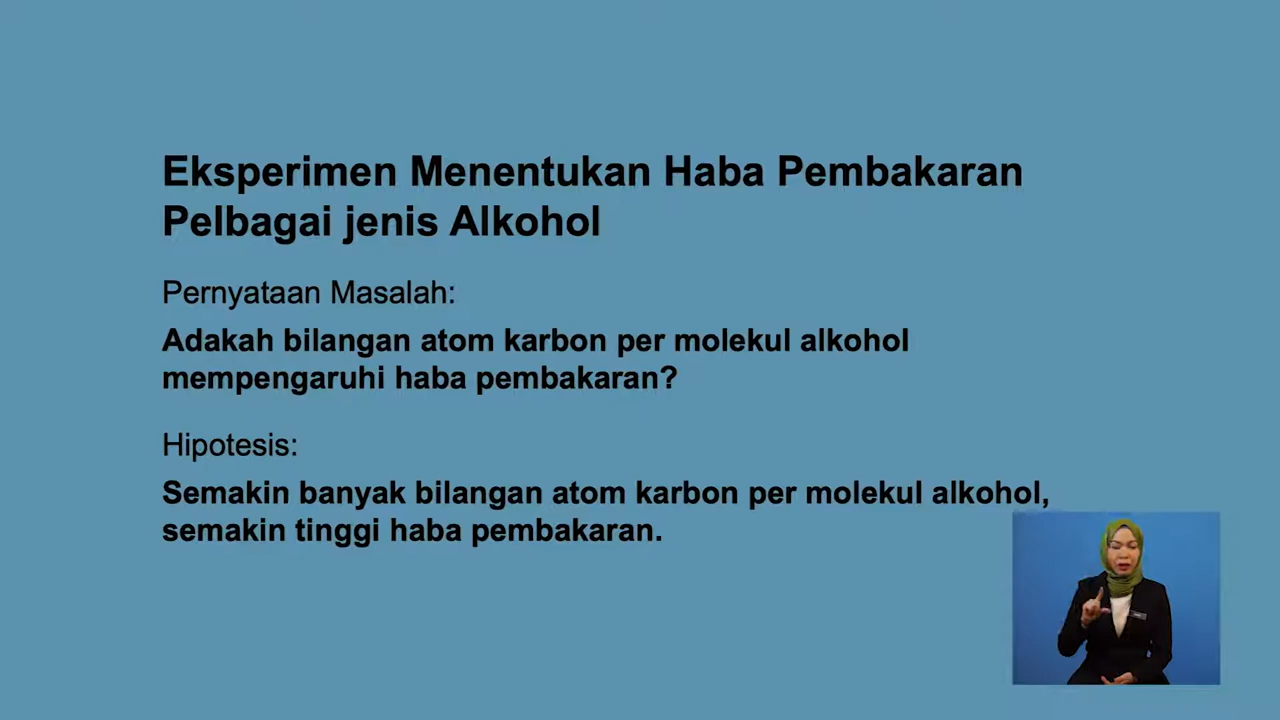 Eksperimen Menentukan Haba Pembakaran
Pelbagai jenis Alkohol
Pernyataan Masalah:
Adakah bilangan atom karbon per molekul alkohol
mempengaruhi haba pembakaran?
Hipotesis:
Semakin banyak bilangan atom karbon per molekul alkohol,
semakin tinggi haba pembakaran.